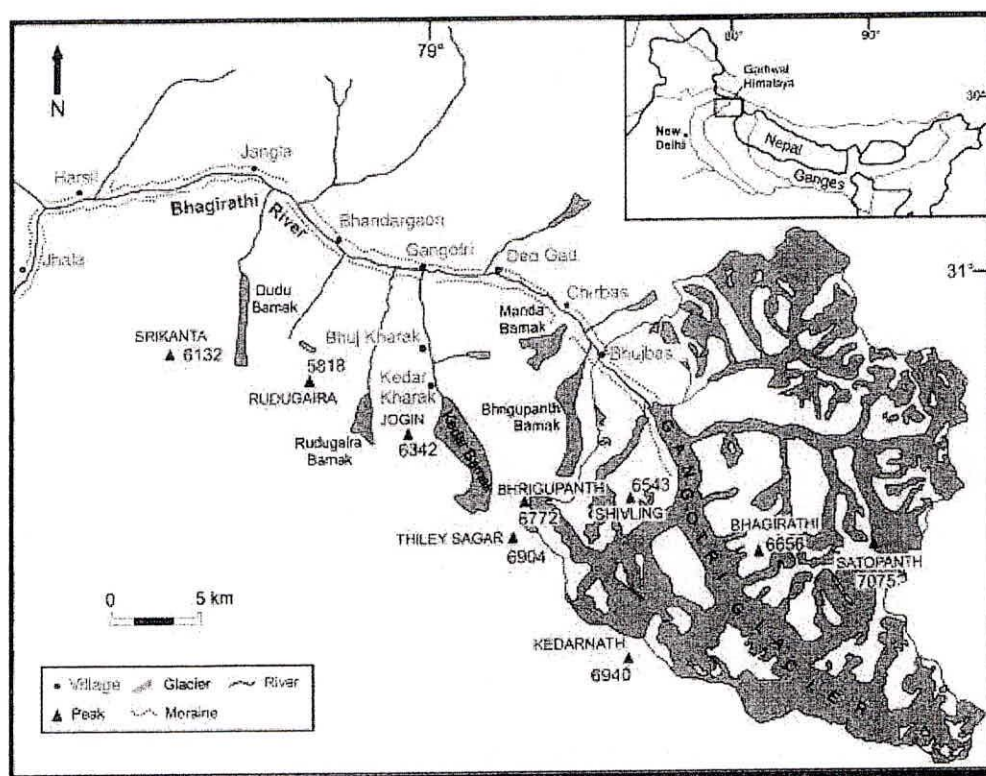 79°
N
80°
90°
Garhwal
Himalaya
30°
New
Delhi
Nepal
Ganges
Harsil
Jangla
Bhagirathi
River
Bhandargaon
Jhala
Gangotri
Deo Gad
31°
Dudu
Bamak
Chirbas
Manda
Bamak
SRIKANTA
6132
Bhuj Kharak
Bhujbas
5818
RUDUGAIRA
Kedar
Kharak
Bhrigupanth
Bamak
JOGIN
6342
Rudugaira
Bamak
Kedar Bamak
GANGOTRI GLACIER
BHRIGUPANTH
6772
6543
SHIVLING
BHAGIRATHI
6656
THILEY SAGAR
6904
SATOPANTH
7075
0 5 km
KEDARNATH
6940
Village Glacier River
Peak Moraine